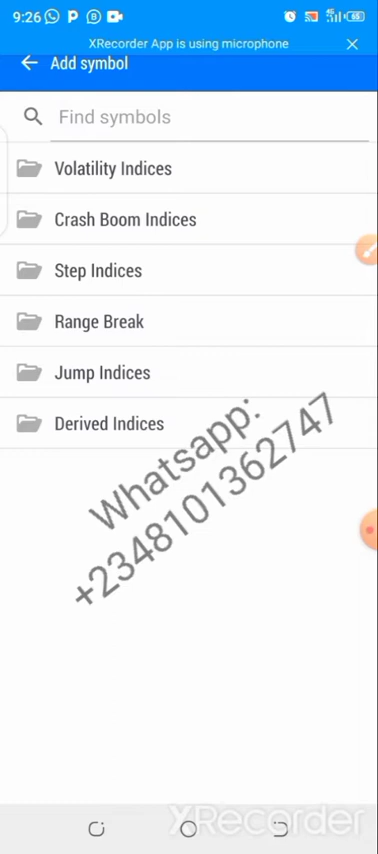 9:26
XRecorder App is using microphone
Add symbol
Find symbols
Volatility Indices
Crash Boom Indices
Step Indices
Range Break
Jump Indices
Derived Indices
Whatsapp:
+2348101362747
XRecorder